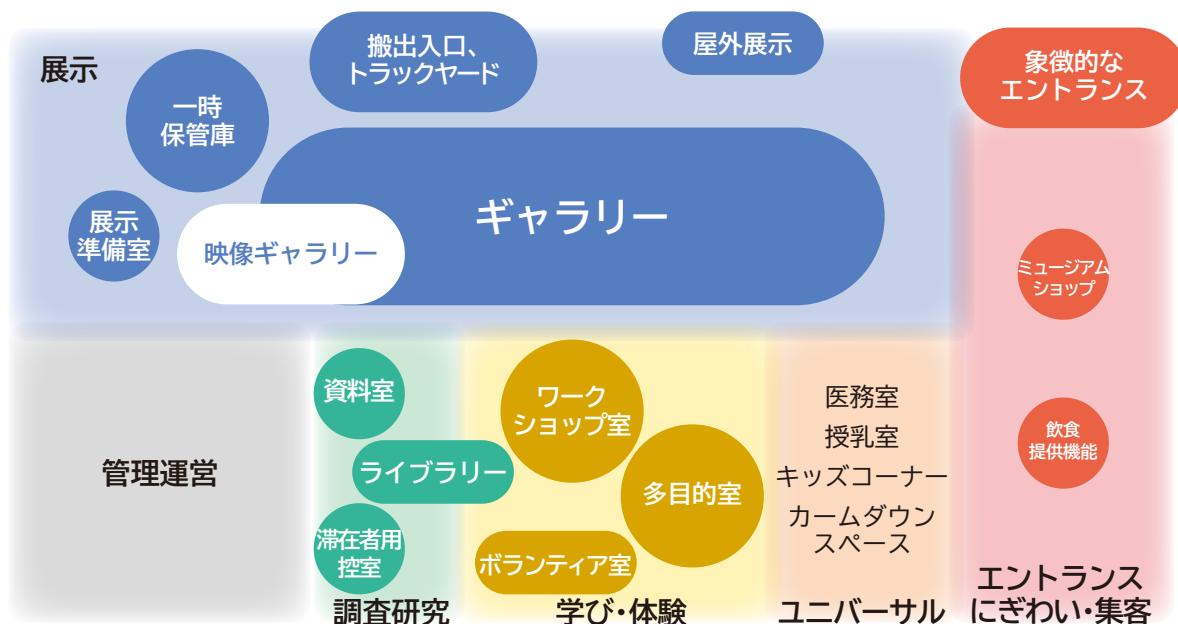 展示
搬出入口、
トラックヤード
屋外展示
象徴的な
エントランス
一時
保管庫
ギャラリー
展示
準備室
映像ギャラリー
ミュージアム
ショップ
資料室
ワーク
ショップ室
医務室
授乳室
キッズコーナー
カームダウン
スペース
飲食
提供機能
管理運営
ライブラリー
多目的室
滞在者用
控室
ボランティア室
調査研究
学び・体験
ユニバーサル
エントランス
にぎわい・集客